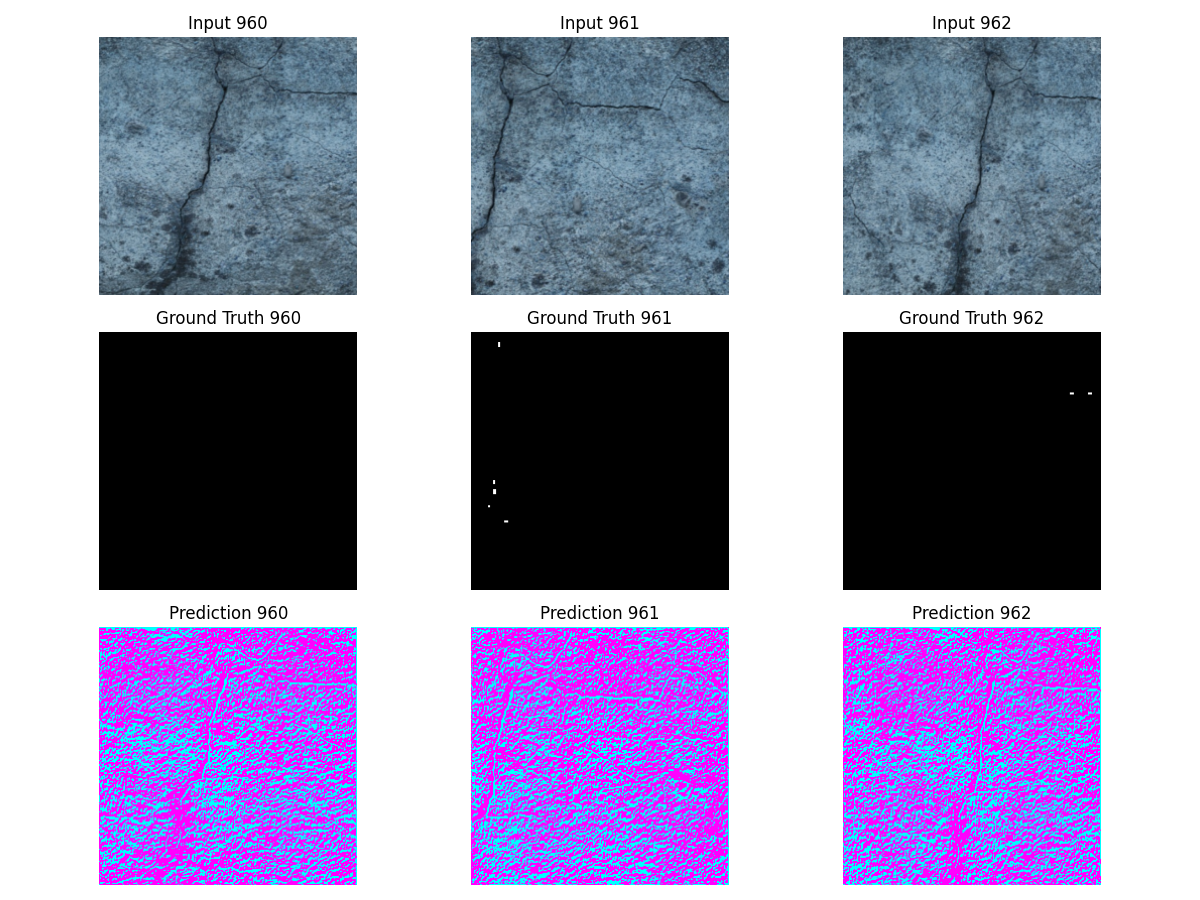 Input 960
Input 961
Input 962
Ground Truth 960
Ground Truth 961
Ground Truth 962
Prediction 960
Prediction 961
Prediction 962